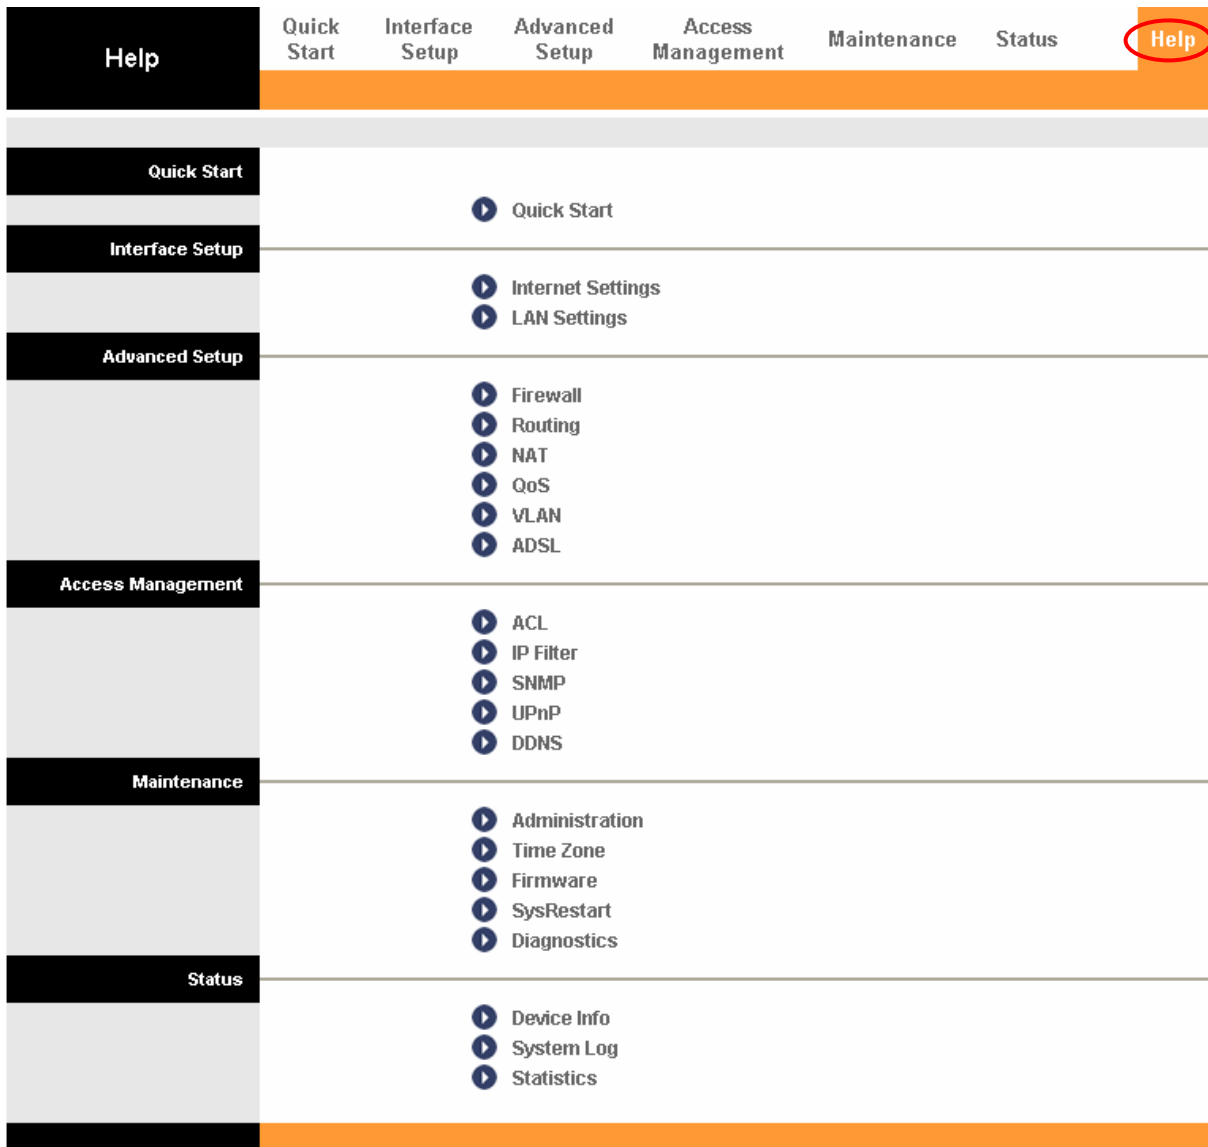 Help
Quick Start
Interface Setup
Advanced Setup
Access Management
Maintenance
Status
Help
Quick Start
Quick Start
Interface Setup
Internet Settings
LAN Settings
Advanced Setup
Firewall
Routing
NAT
QoS
VLAN
ADSL
Access Management
ACL
IP Filter
SNMP
UPnP
DDNS
Maintenance
Administration
Time Zone
Firmware
SysRestart
Diagnostics
Status
Device Info
System Log
Statistics